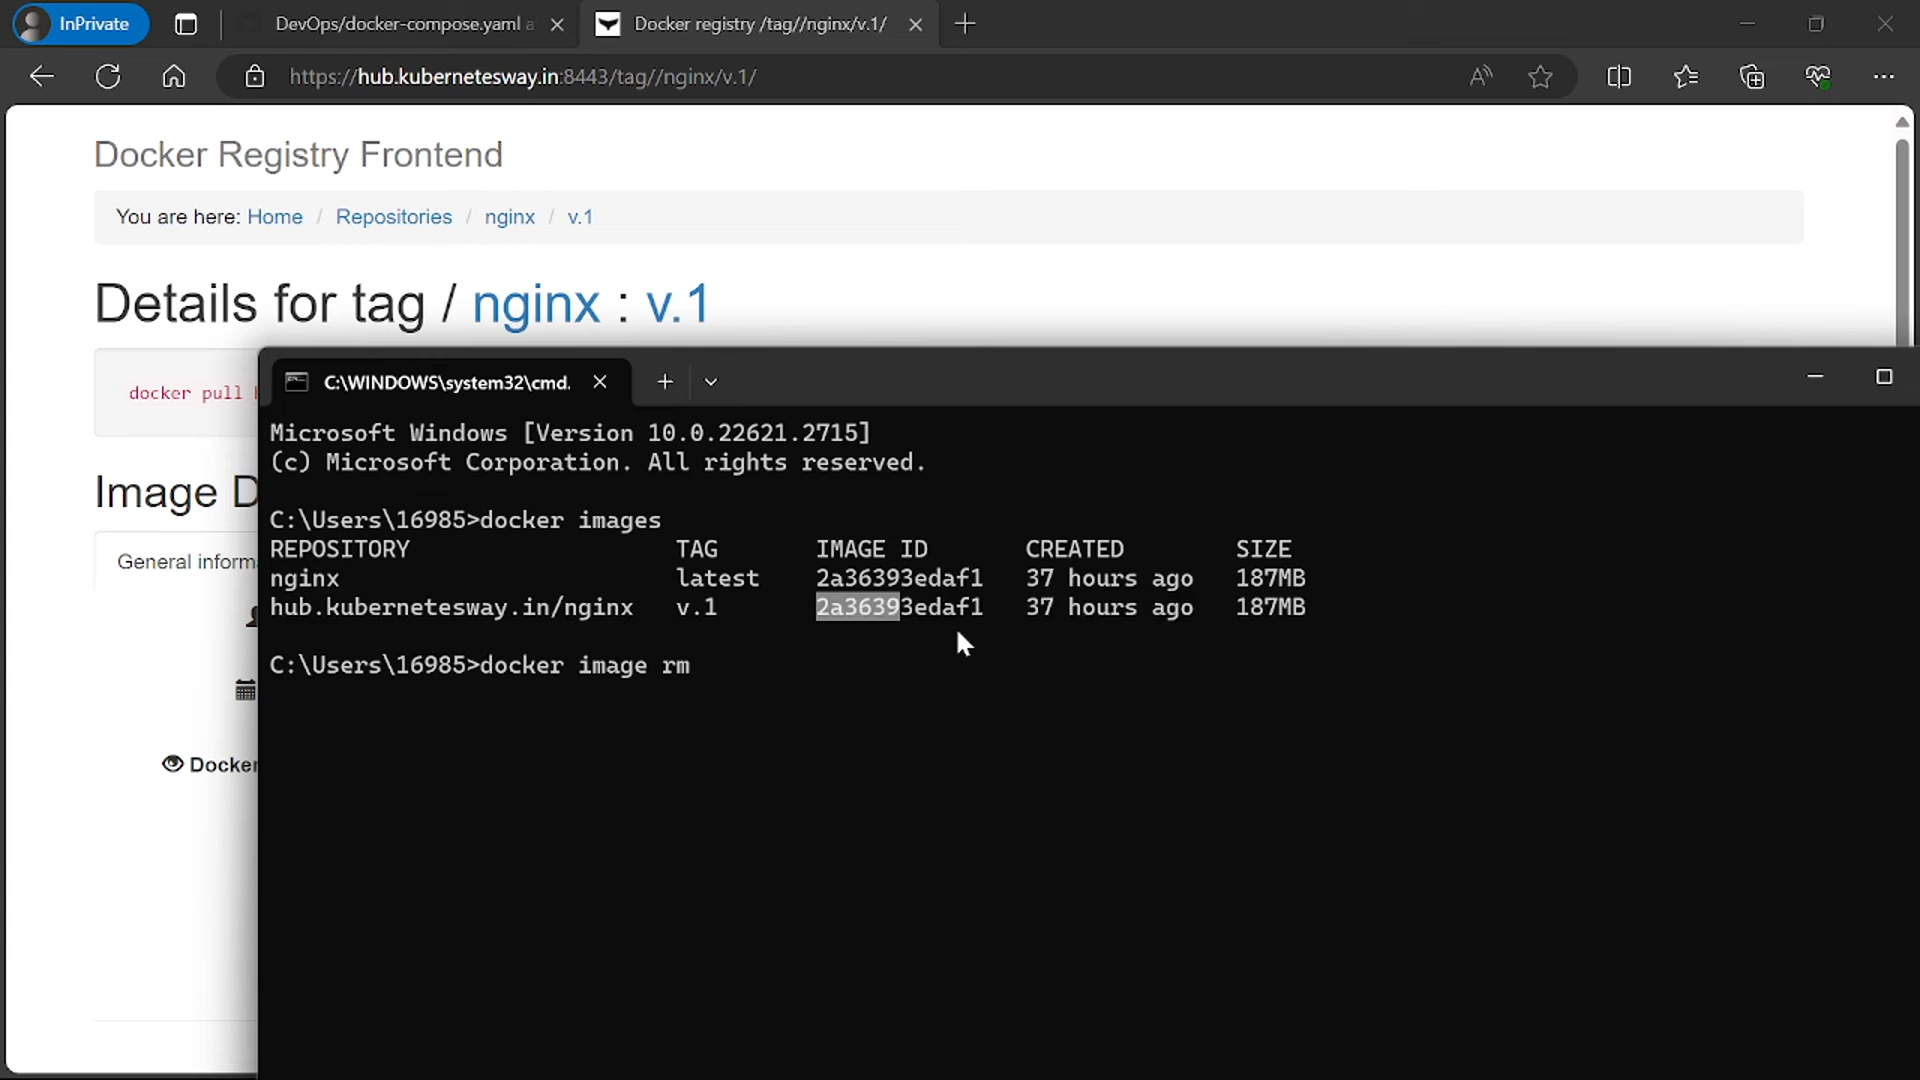 InPrivate
DevOps/docker-compose.yaml
Docker registry /tag//nginx/v.1/
https://hub.kubernetesway.in:8443/tag//nginx/v.1/
Docker Registry Frontend
You are here: Home / Repositories / nginx / v.1
Details for tag / nginx : v.1
docker pull
Image D
General inform
Docker
C:\WINDOWS\system32\cmd.
Microsoft Windows [Version 10.0.22621.2715]
(c) Microsoft Corporation. All rights reserved.
C:\Users\16985>docker images
REPOSITORY TAG IMAGE ID CREATED SIZE
nginx latest 2a36393edaf1 37 hours ago 187MB
hub.kubernetesway.in/nginx v.1 2a36393edaf1 37 hours ago 187MB
C:\Users\16985>docker image rm